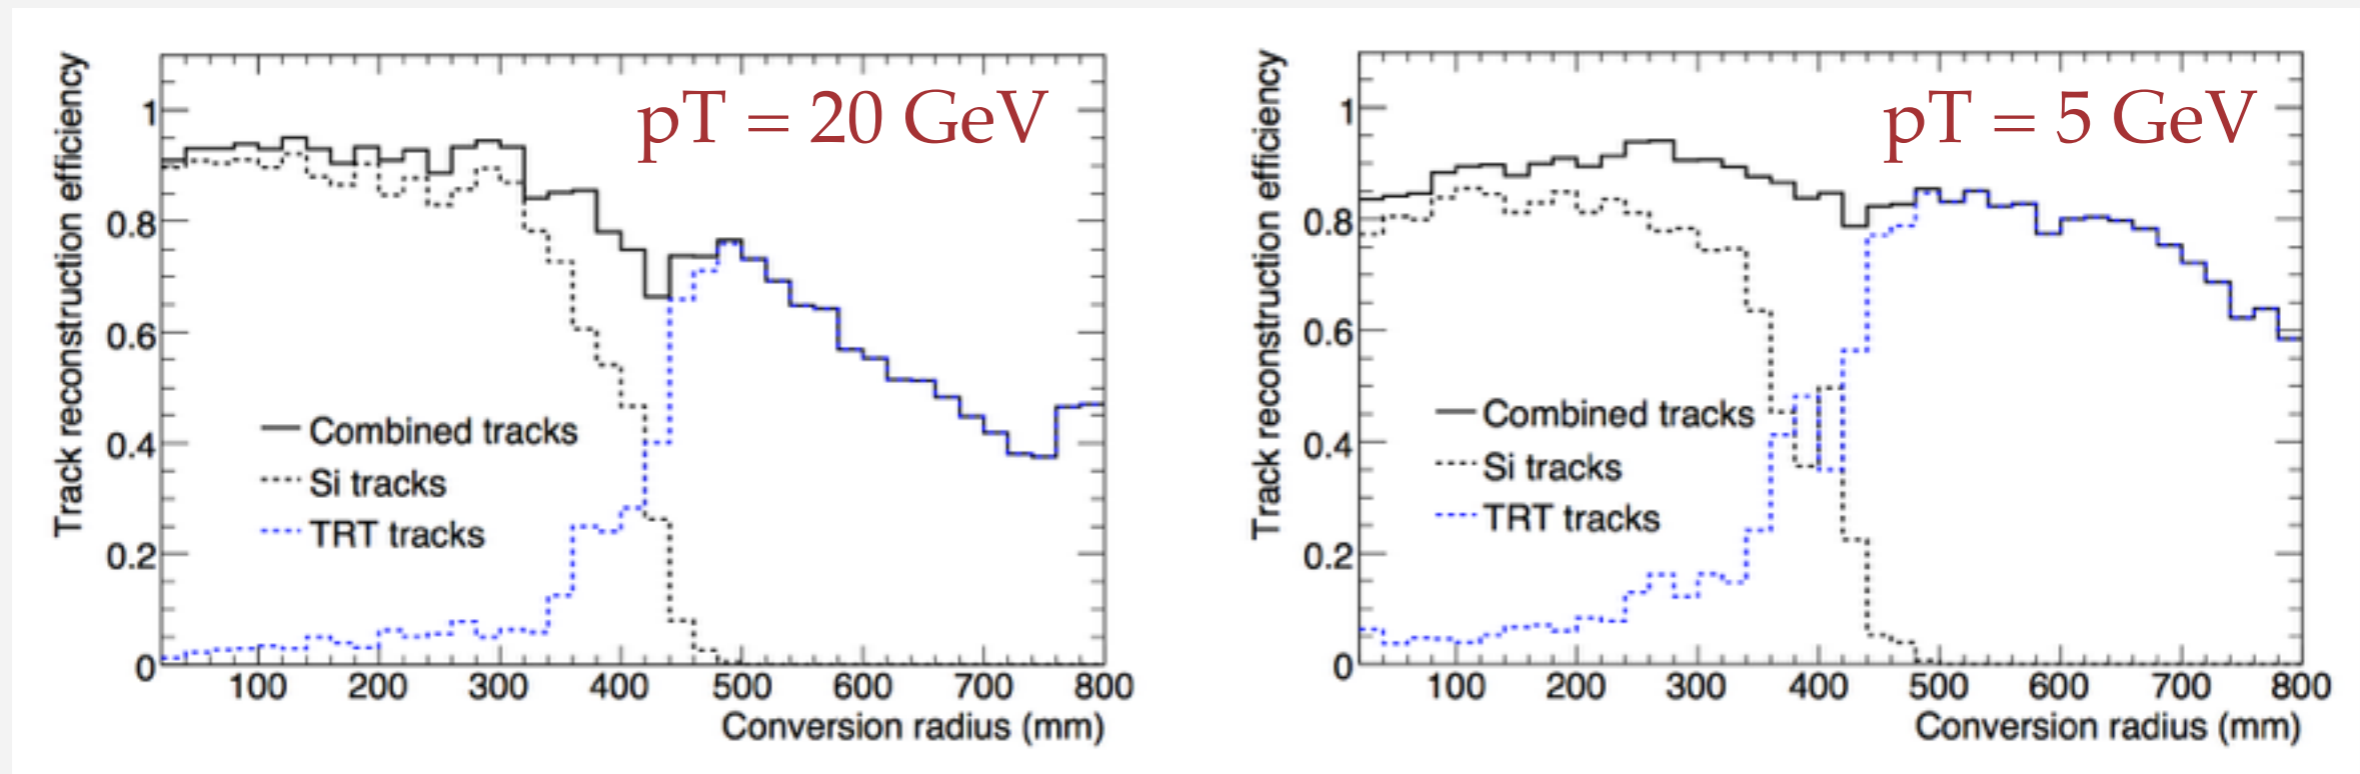 pT = 20 GeV
Track reconstruction efficiency
1
0.8
0.6
0.4
0.2
0
Combined tracks
Si tracks
TRT tracks
100 200 300 400 500 600 700 800
Conversion radius (mm)
pT = 5 GeV
Track reconstruction efficiency
1
0.8
0.6
0.4
0.2
0
Combined tracks
Si tracks
TRT tracks
100 200 300 400 500 600 700 800
Conversion radius (mm)